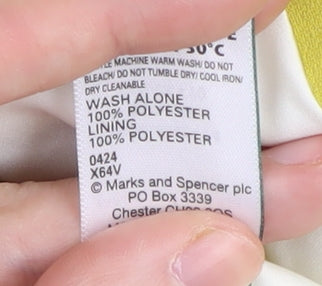 30°C
MACHINE WARM WASH/ DO NOT
BLEACH/ DO NOT TUMBLE DRY/ COOL IRON/
DRY CLEANABLE
WASH ALONE
100% POLYESTER
LINING
100% POLYESTER
0424
X64V
© Marks and Spencer plc
PO Box 3339
Chester